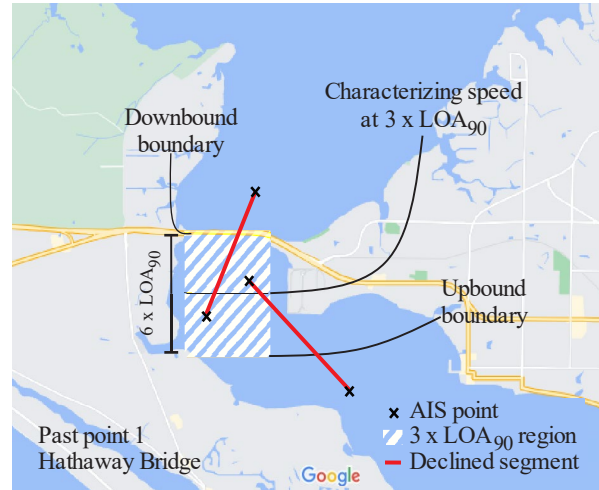 Characterizing speed
at 3 x LOA90
Downbound
boundary
6 x LOA90
Upbound
boundary
AIS point
3 x LOA90 region
Declined segment
Past point 1
Hathaway Bridge
Google